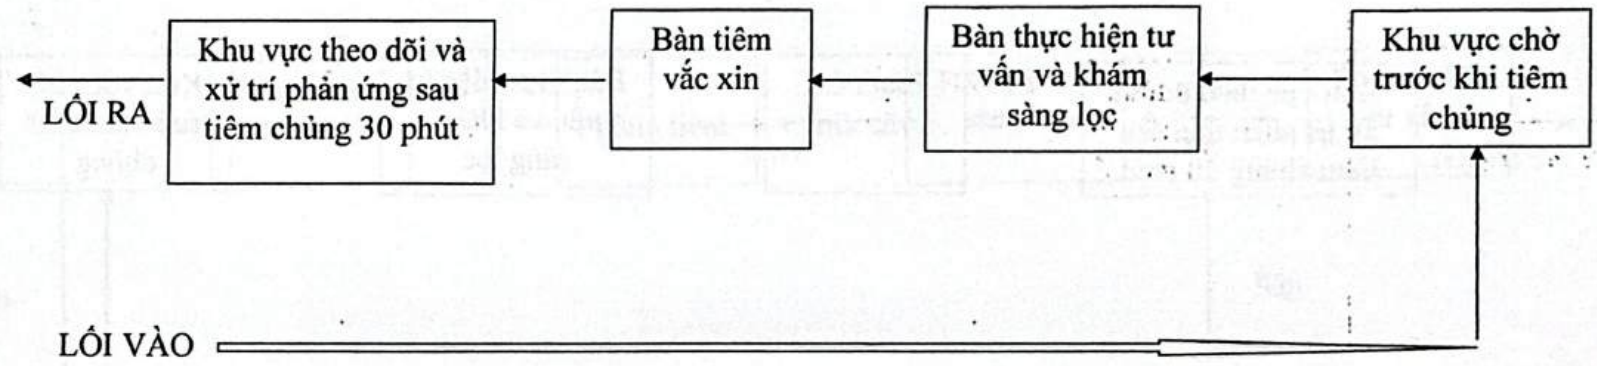 Khu vực theo dõi và
xử trí phản ứng sau
tiêm chủng 30 phút
Bàn tiêm
vắc xin
Bàn thực hiện tư
vấn và khám
sàng lọc
Khu vực chờ
trước khi tiêm
chủng
LỐI RA
LỐI VÀO